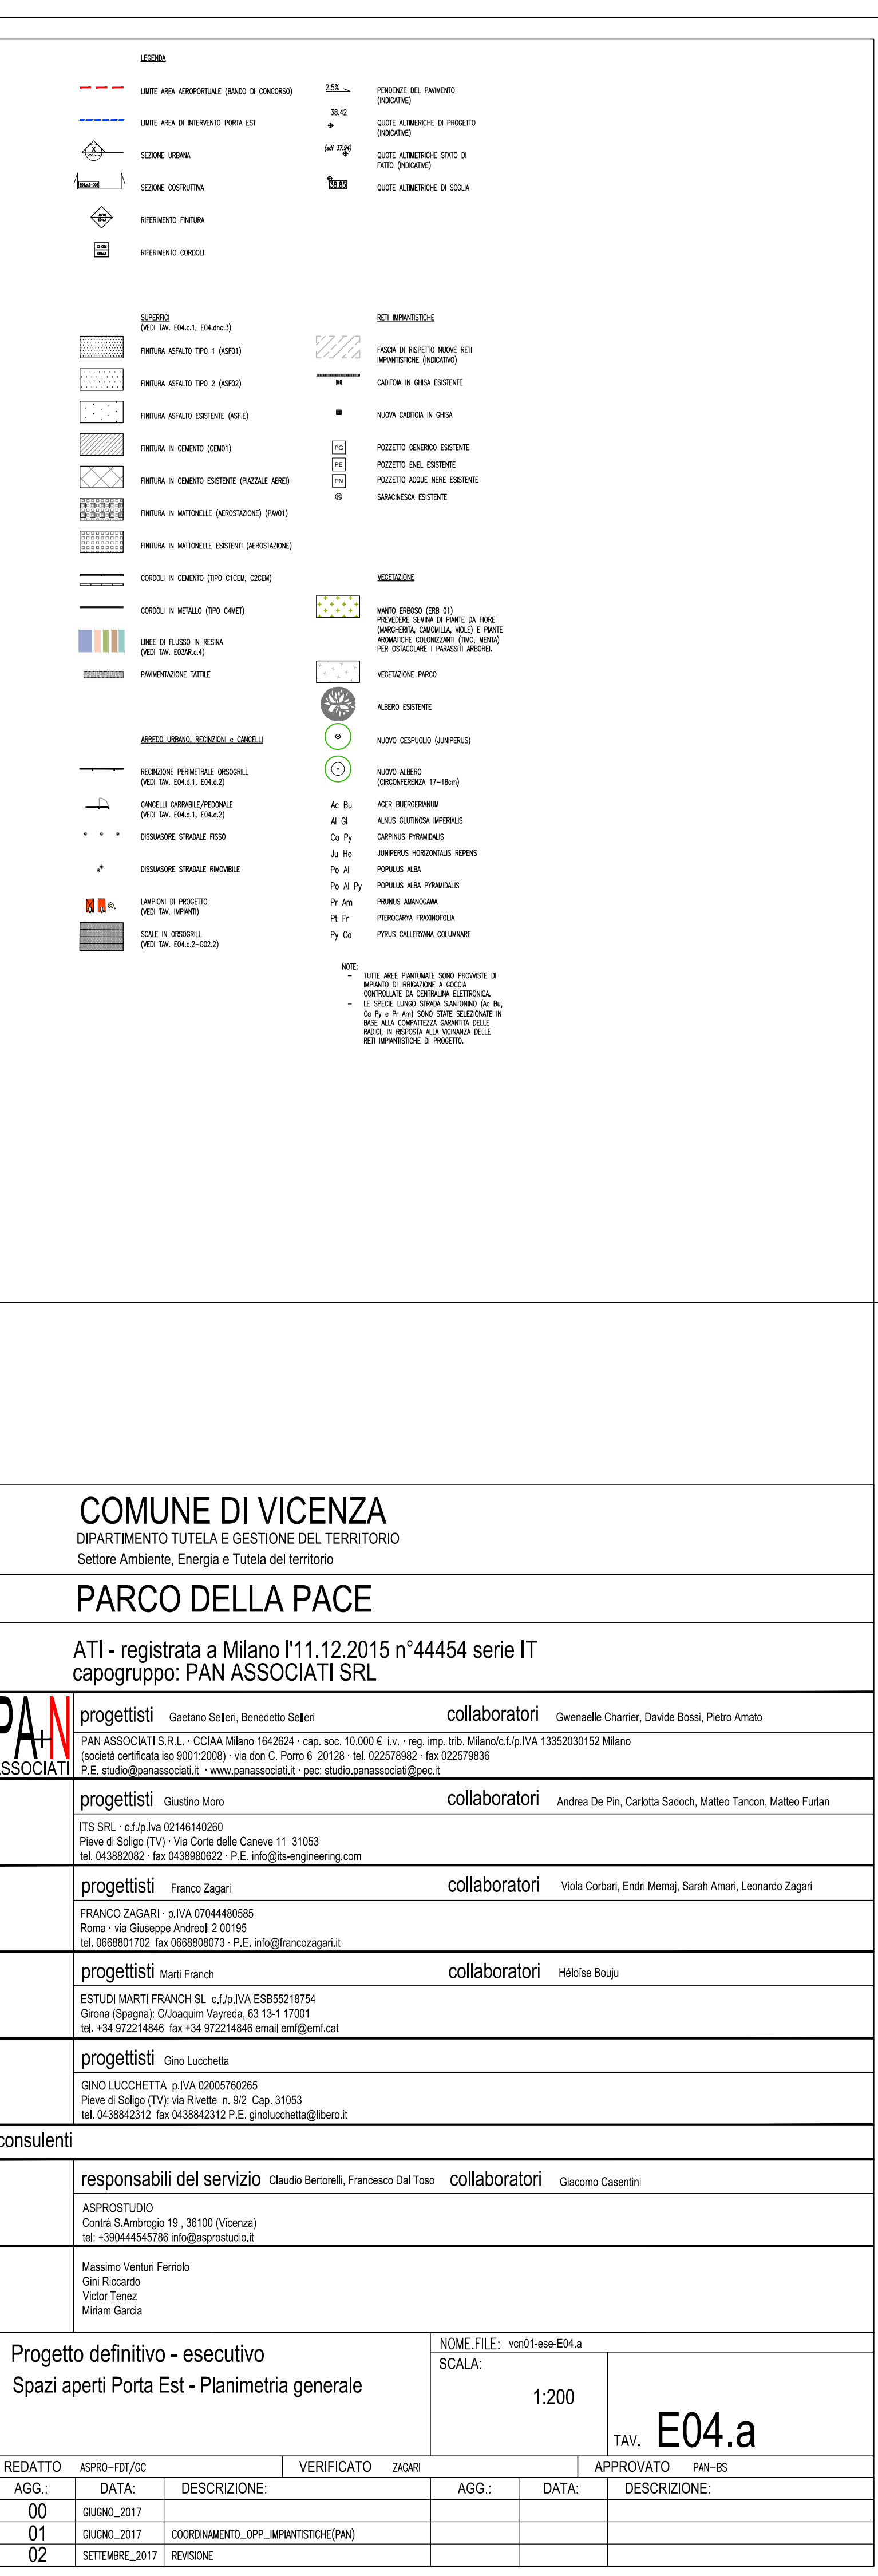 LEGENDA
LIMITE AREA AEROPORTUALE (BANDO DI CONCORSO)
LIMITE AREA DI INTERVENTO PORTA EST
X
SEZIONE URBANA
SEZIONE COSTRUTTIVA
RIFERIMENTO FINITURA
RIFERIMENTO CORDOLI
2.5%
PENDENZE DEL PAVIMENTO
(INDICATIVE)
38.42
QUOTE ALTIMERICHE DI PROGETTO
(INDICATIVE)
(sdf 37.94)
QUOTE ALTIMETRICHE STATO DI
FATTO (INDICATIVE)
38.85
QUOTE ALTIMETRICHE DI SOGLIA
SUPERFICI
(VEDI TAV. E04.c.1, E04.dnc.3)
FINITURA ASFALTO TIPO 1 (ASF01)
FINITURA ASFALTO TIPO 2 (ASF02)
FINITURA ASFALTO ESISTENTE (ASF.E)
FINITURA IN CEMENTO (CEM01)
FINITURA IN CEMENTO ESISTENTE (PIAZZALE AEREI)
FINITURA IN MATTONELLE (AEROSTAZIONE) (PAV01)
FINITURA IN MATTONELLE ESISTENTI (AEROSTAZIONE)
CORDOLI IN CEMENTO (TIPO C1CEM, C2CEM)
CORDOLI IN METALLO (TIPO C4MET)
LINEE DI FLUSSO IN RESINA
(VEDI TAV. E03AR.c.4)
PAVIMENTAZIONE TATTILE
RETI IMPIANTISTICHE
FASCIA DI RISPETTO NUOVE RETI
IMPIANTISTICHE (INDICATIVO)
CADITOIA IN GHISA ESISTENTE
NUOVA CADITOIA IN GHISA
PG
POZZETTO GENERICO ESISTENTE
PE
POZZETTO ENEL ESISTENTE
PN
POZZETTO ACQUE NERE ESISTENTE
S
SARACINESCA ESISTENTE
VEGETAZIONE
MANTO ERBOSO (ERB 01)
PREVEDERE SEMINA DI PIANTE DA FIORE
(MARGHERITA, CAMOMILLA, VIOLE) E PIANTE
AROMATICHE COLONIZZANTI (TIMO, MENTA)
PER OSTACOLARE I PARASSITI ARBOREI.
VEGETAZIONE PARCO
ALBERO ESISTENTE
NUOVO CESPUGLIO (JUNIPERUS)
NUOVO ALBERO
(CIRCONFERENZA 17-18cm)
Ac Bu ACER BUERGERIANUM
Al Gl ALNUS GLUTINOSA IMPERIALIS
Ca Py CARPINUS PYRAMIDALIS
Ju Ho JUNIPERUS HORIZONTALIS REPENS
Po Al POPULUS ALBA
Po Al Py POPULUS ALBA PYRAMIDALIS
Pr Am PRUNUS AMANOGAWA
Pt Fr PTEROCARYA FRAXINOFOLIA
Py Ca PYRUS CALLERYANA COLUMNARE
NOTE:
- TUTTE AREE PIANTUMATE SONO PROVVISTE DI
IMPIANTO DI IRRIGAZIONE A GOCCIA
CONTROLLATE DA CENTRALINA ELETTRONICA.
- LE SPECIE LUNGO STRADA S.ANTONINO (Ac Bu,
Ca Py e Pr Am) SONO STATE SELEZIONATE IN
BASE ALLA COMPATTEZZA GARANTITA DELLE
RADICI, IN RISPOSTA ALLA VICINANZA DELLE
RETI IMPIANTISTICHE DI PROGETTO.
ARREDO URBANO, RECINZIONI e CANCELLI
RECINZIONE PERIMETRALE ORSOGRILL
(VEDI TAV. E04.d.1, E04.d.2)
CANCELLI CARRABILE/PEDONALE
(VEDI TAV. E04.d.1, E04.d.2)
DISSUASORE STRADALE FISSO
R
DISSUASORE STRADALE RIMOVIBILE
LAMPIONI DI PROGETTO
(VEDI TAV. IMPIANTI)
SCALE IN ORSOGRILL
(VEDI TAV. E04.c.2-G02.2)
COMUNE DI VICENZA
DIPARTIMENTO TUTELA E GESTIONE DEL TERRITORIO
Settore Ambiente, Energia e Tutela del territorio
PARCO DELLA PACE
ATI - registrata a Milano l'11.12.2015 n°44454 serie IT
capogruppo: PAN ASSOCIATI SRL
PA+N
ASSOCIATI
progettisti Gaetano Selleri, Benedetto Selleri collaboratori Gwenaelle Charrier, Davide Bossi, Pietro Amato
PAN ASSOCIATI S.R.L. · CCIAA Milano 1642624 · cap. soc. 10.000 € i.v. · reg. imp. trib. Milano/c.f./p.IVA 13352030152 Milano
(società certificata iso 9001:2008) · via don C. Porro 6 20128 · tel. 022578982 · fax 022579836
P.E. studio@panassociati.it · www.panassociati.it · pec: studio.panassociati@pec.it
progettisti Giustino Moro collaboratori Andrea De Pin, Carlotta Sadoch, Matteo Tancon, Matteo Furlan
ITS SRL · c.f./p.Iva 02146140260
Pieve di Soligo (TV) · Via Corte delle Caneve 11 31053
tel. 043882082 · fax 0438980622 · P.E. info@its-engineering.com
progettisti Franco Zagari collaboratori Viola Corbari, Endri Memaj, Sarah Amari, Leonardo Zagari
FRANCO ZAGARI · p.IVA 07044480585
Roma · via Giuseppe Andreoli 2 00195
tel. 0668801702 fax 0668808073 · P.E. info@francozagari.it
progettisti Marti Franch collaboratori Héloïse Bouju
ESTUDI MARTI FRANCH SL c.f./p.IVA ESB55218754
Girona (Spagna): C/Joaquim Vayreda, 63 13-1 17001
tel. +34 972214846 fax +34 972214846 email emf@emf.cat
progettisti Gino Lucchetta
GINO LUCCHETTA p.IVA 02005760265
Pieve di Soligo (TV): via Rivette n. 9/2 Cap. 31053
tel. 0438842312 fax 0438842312 P.E. ginolucchetta@libero.it
consulenti
responsabili del servizio Claudio Bertorelli, Francesco Dal Toso collaboratori Giacomo Casentini
ASPROSTUDIO
Contrà S.Ambrogio 19 , 36100 (Vicenza)
tel: +390444545786 info@asprostudio.it
Massimo Venturi Ferriolo
Gini Riccardo
Victor Tenez
Miriam Garcia
Progetto definitivo - esecutivo
Spazi aperti Porta Est - Planimetria generale
NOME.FILE: vcn01-ese-E04.a
SCALA:
1:200
TAV. E04.a
REDATTO ASPRO-FDT/GC VERIFICATO ZAGARI APPROVATO PAN-BS
AGG.: DATA: DESCRIZIONE: AGG.: DATA: DESCRIZIONE:
00 GIUGNO_2017
01 GIUGNO_2017 COORDINAMENTO_OPP_IMPIANTISTICHE(PAN)
02 SETTEMBRE_2017 REVISIONE